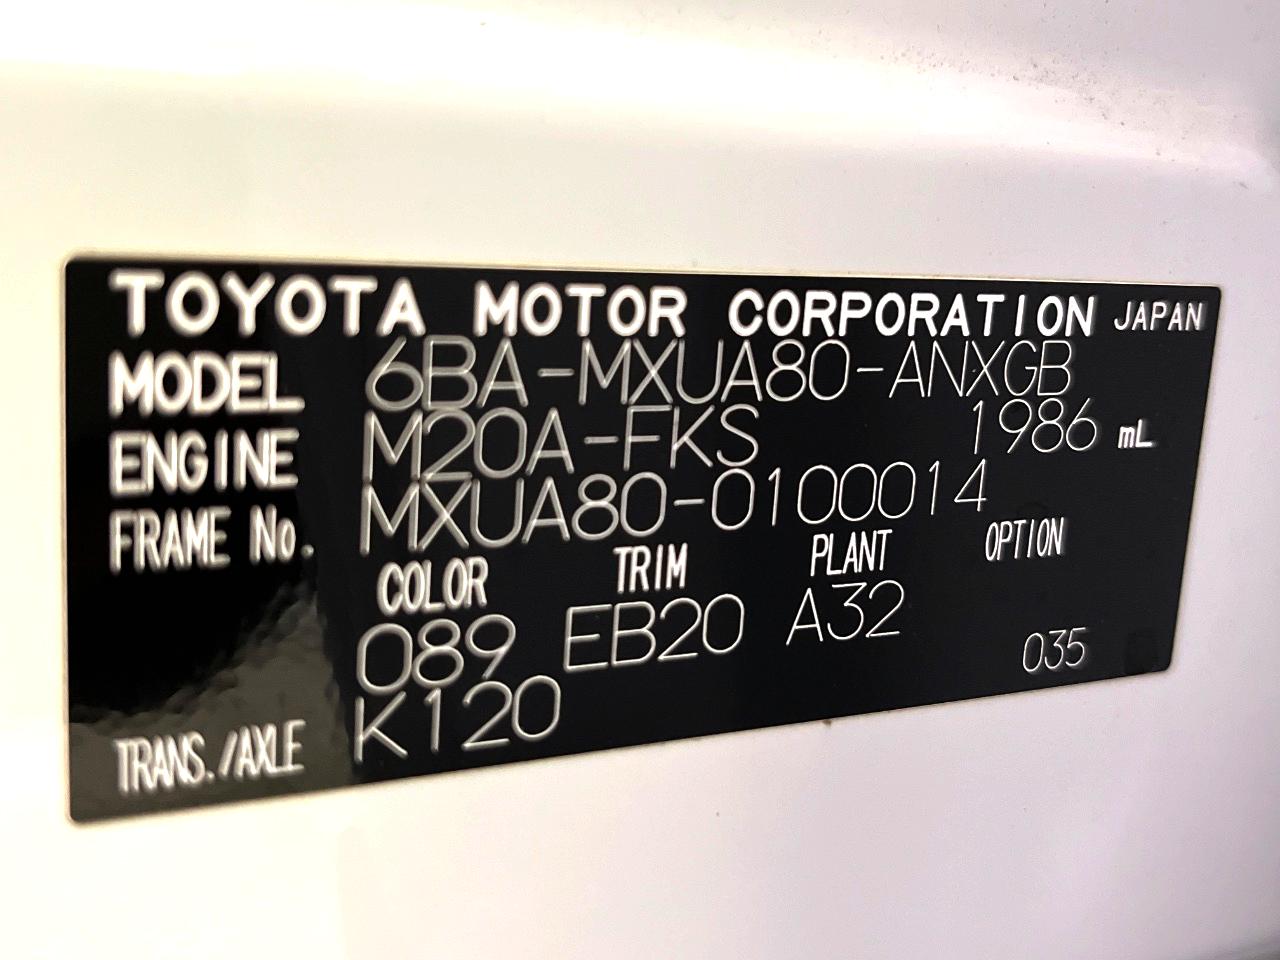 TOYOTA MOTOR CORPORATION JAPAN
MODEL 6BA-MXUA80-ANXGB
ENGINE M20A-FKS 1986 mL
FRAME No. MXUA80-0100014
COLOR TRIM PLANT OPTION
089 EB20 A32 035
TRANS./AXLE K120